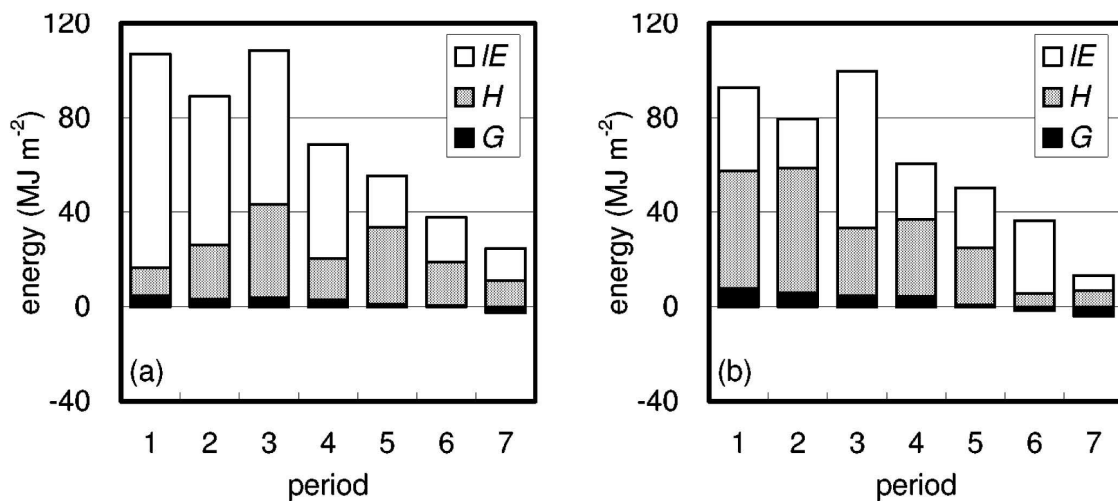 120
80
40
0
-40
energy (MJ m-2)
lE
H
G
(a)
1 2 3 4 5 6 7
period
120
80
40
0
-40
energy (MJ m-2)
lE
H
G
(b)
1 2 3 4 5 6 7
period